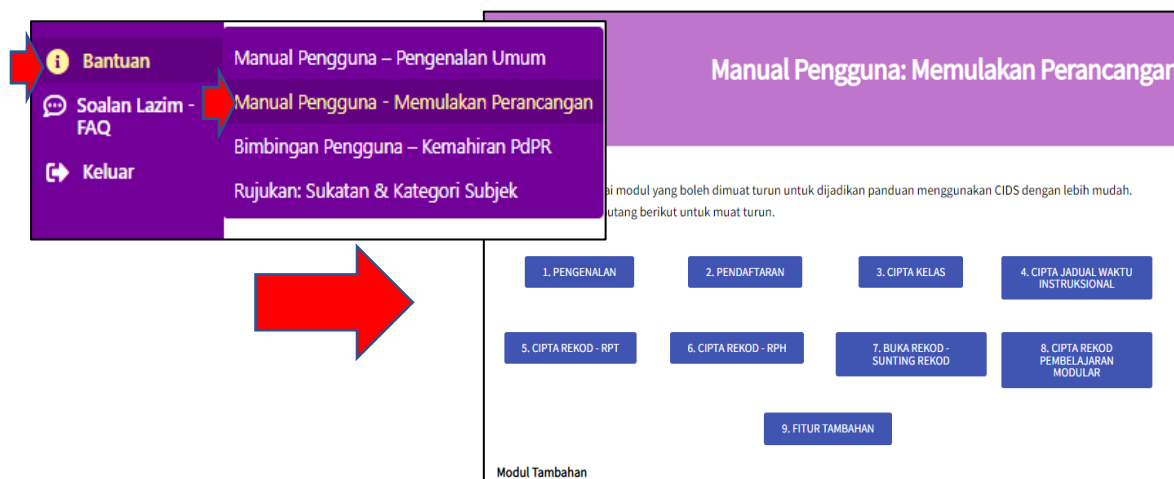 Bantuan
Soalan Lazim -
FAQ
Keluar
Manual Pengguna – Pengenalan Umum
Manual Pengguna - Memulakan Perancangan
Bimbingan Pengguna – Kemahiran PdPR
Rujukan: Sukatan & Kategori Subjek
Manual Pengguna: Memulakan Perancangan
modul yang boleh dimuat turun untuk dijadikan panduan menggunakan CIDS dengan lebih mudah.
berikut untuk muat turun.
1. PENGENALAN
2. PENDAFTARAN
3. CIPTA KELAS
4. CIPTA JADUAL WAKTU
INSTRUKSIONAL
5. CIPTA REKOD - RPT
6. CIPTA REKOD - RPH
7. BUKA REKOD -
SUNTING REKOD
8. CIPTA REKOD
PEMBELAJARAN
MODULAR
9. FITUR TAMBAHAN
Modul Tambahan